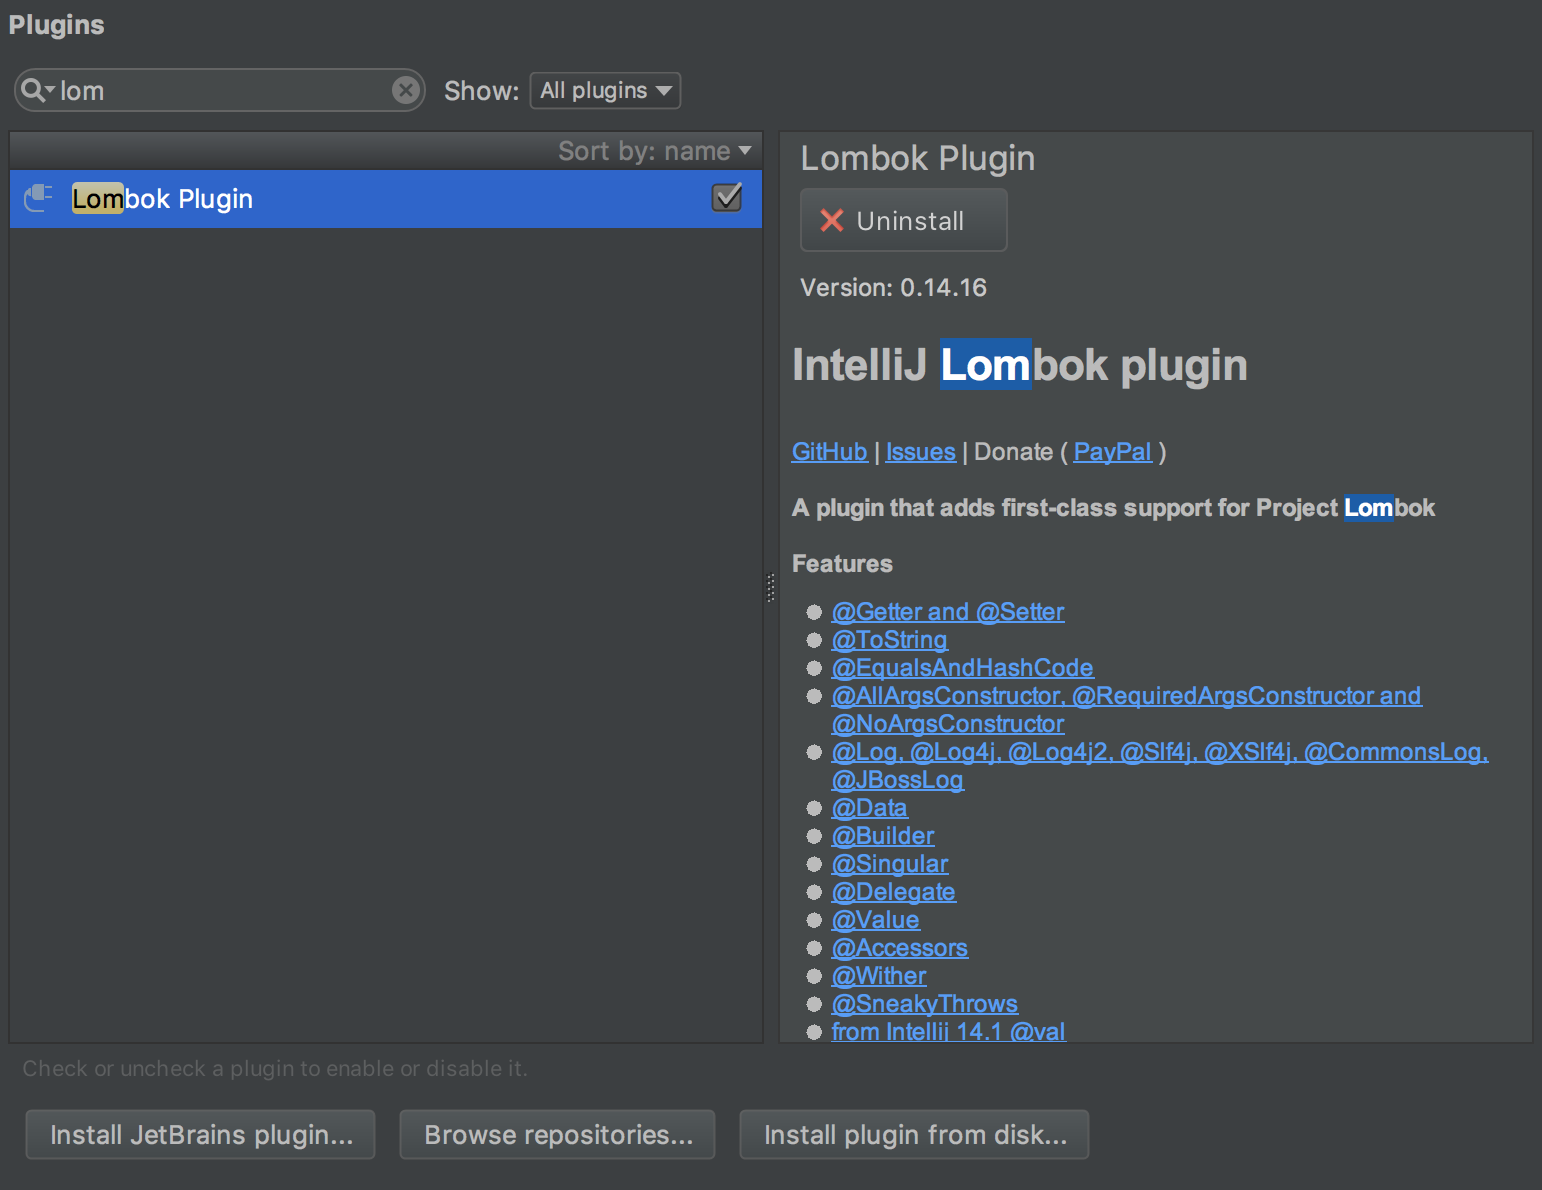 Plugins
lom
Show: All plugins
Sort by: name
Lombok Plugin
Lombok Plugin
Uninstall
Version: 0.14.16
IntelliJ Lombok plugin
GitHub | Issues | Donate ( PayPal )
A plugin that adds first-class support for Project Lombok
Features
@Getter and @Setter
@ToString
@EqualsAndHashCode
@AllArgsConstructor, @RequiredArgsConstructor and
@NoArgsConstructor
@Log, @Log4j, @Log4j2, @Slf4j, @XSlf4j, @CommonsLog,
@JBossLog
@Data
@Builder
@Singular
@Delegate
@Value
@Accessors
@Wither
@SneakyThrows
from Intellij 14.1 @val
Check or uncheck a plugin to enable or disable it.
Install JetBrains plugin...
Browse repositories...
Install plugin from disk...